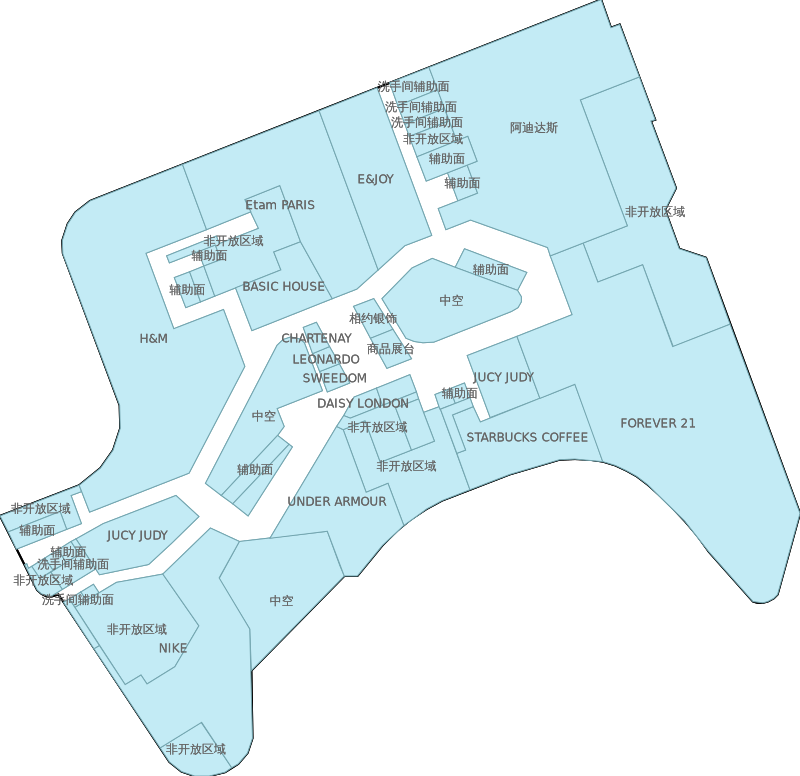 洗手间辅助面
洗手间辅助面
洗手间辅助面
非开放区域
辅助面
辅助面
阿迪达斯
E&JOY
Etam PARIS
非开放区域
非开放区域
辅助面
辅助面
BASIC HOUSE
辅助面
中空
相约银饰
H&M
CHARTENAY
商品展台
LEONARDO
SWEEDOM
JUCY JUDY
辅助面
DAISY LONDON
中空
非开放区域
FOREVER 21
STARBUCKS COFFEE
辅助面
非开放区域
UNDER ARMOUR
非开放区域
辅助面
JUCY JUDY
辅助面
洗手间辅助面
非开放区域
洗手间辅助面
中空
非开放区域
NIKE
非开放区域